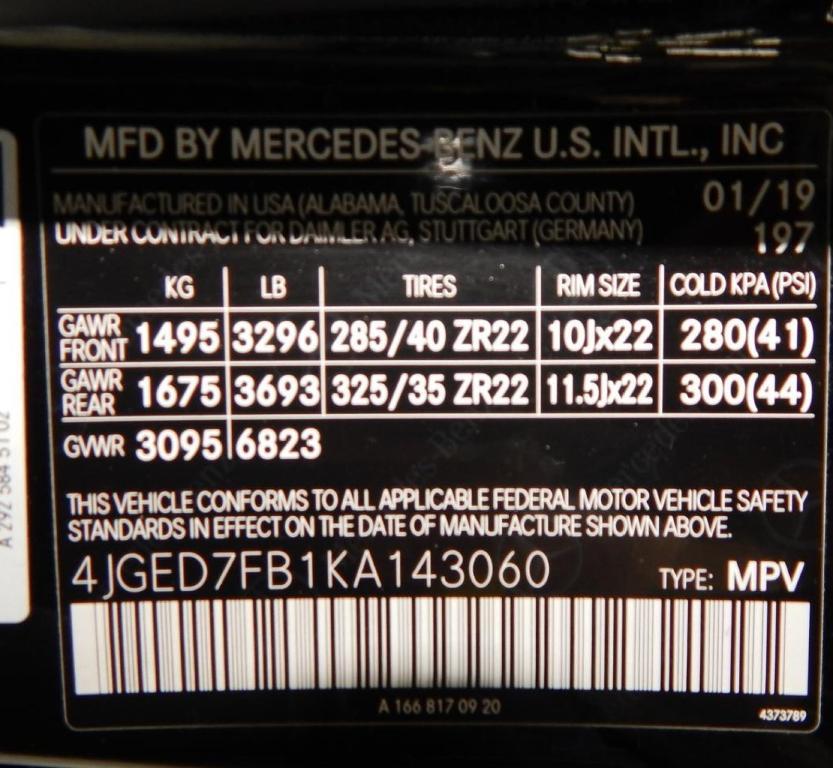 MFD BY MERCEDES-BENZ U.S. INTL., INC
MANUFACTURED IN USA (ALABAMA, TUSCALOOSA COUNTY) 01/19
UNDER CONTRACT FOR DAIMLER AG, STUTTGART (GERMANY) 197
KG LB TIRES RIM SIZE COLD KPA (PSI)
GAWR FRONT 1495 3296 285/40 ZR22 10Jx22 280(41)
GAWR REAR 1675 3693 325/35 ZR22 11.5Jx22 300(44)
GVWR 3095 6823
THIS VEHICLE CONFORMS TO ALL APPLICABLE FEDERAL MOTOR VEHICLE SAFETY
STANDARDS IN EFFECT ON THE DATE OF MANUFACTURE SHOWN ABOVE.
4JGED7FB1KA143060 TYPE: MPV
A 166 817 09 20
4373789
A 292 584 51 02